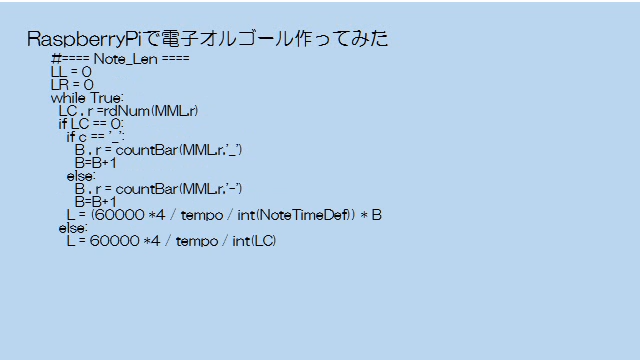 RaspberryPiで電子オルゴール作ってみた
#==== Note_Len ====
LL = 0
LR = 0
while True:
LC , r =rdNum(MML,r)
if LC == 0:
if c == '_':
B , r = countBar(MML,r,'_')
B=B+1
else:
B , r = countBar(MML,r,'-')
B=B+1
L = (60000 *4 / tempo / int(NoteTimeDef)) * B
else:
L = 60000 *4 / tempo / int(LC)